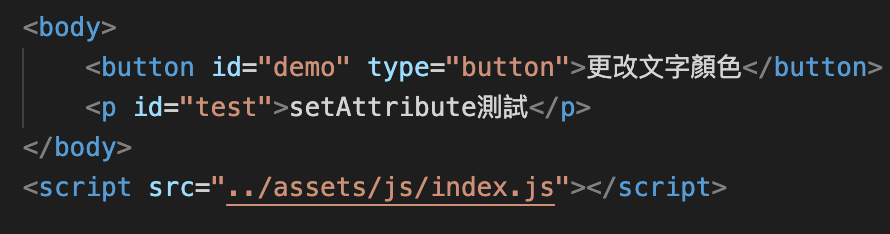 <body>
<button id="demo" type="button">更改文字顏色</button>
<p id="test">setAttribute測試</p>
</body>
<script src="../assets/js/index.js"></script>